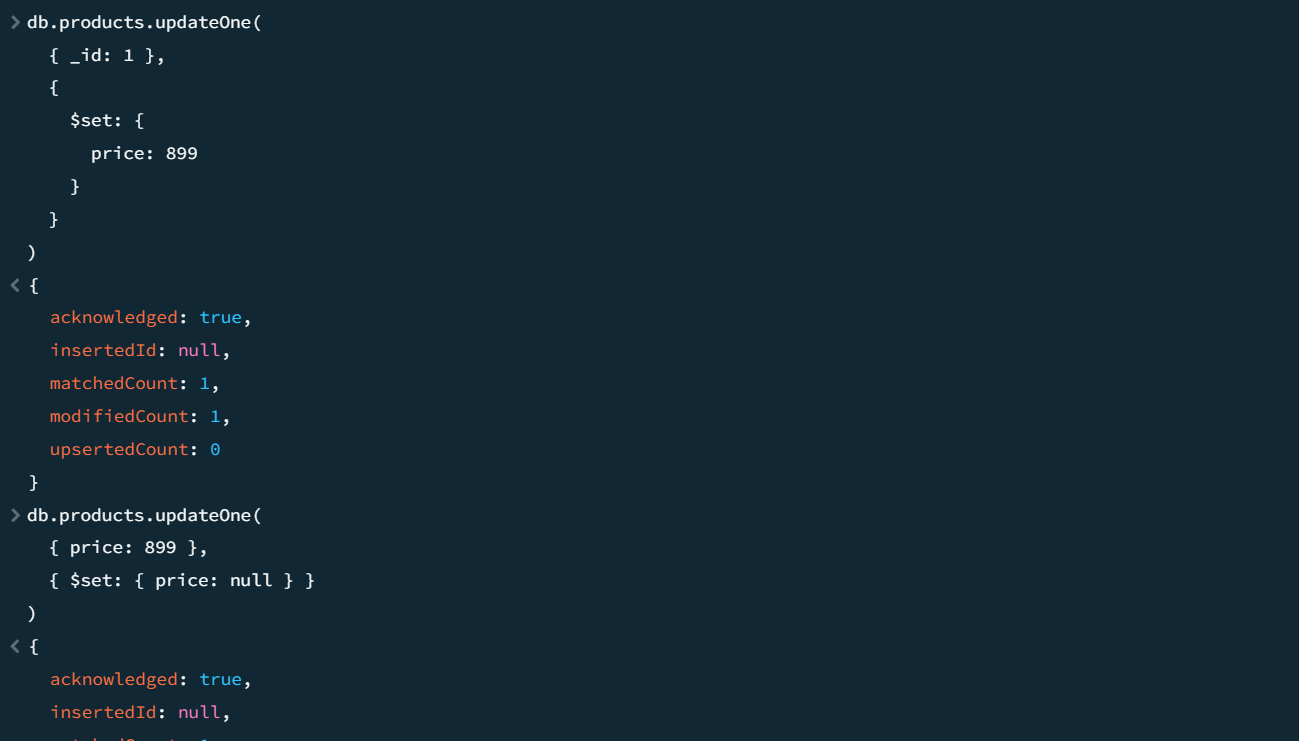 > db.products.updateOne(
{ _id: 1 },
{
$set: {
price: 899
}
}
)
< {
acknowledged: true,
insertedId: null,
matchedCount: 1,
modifiedCount: 1,
upsertedCount: 0
}
> db.products.updateOne(
{ price: 899 },
{ $set: { price: null } }
)
< {
acknowledged: true,
insertedId: null,